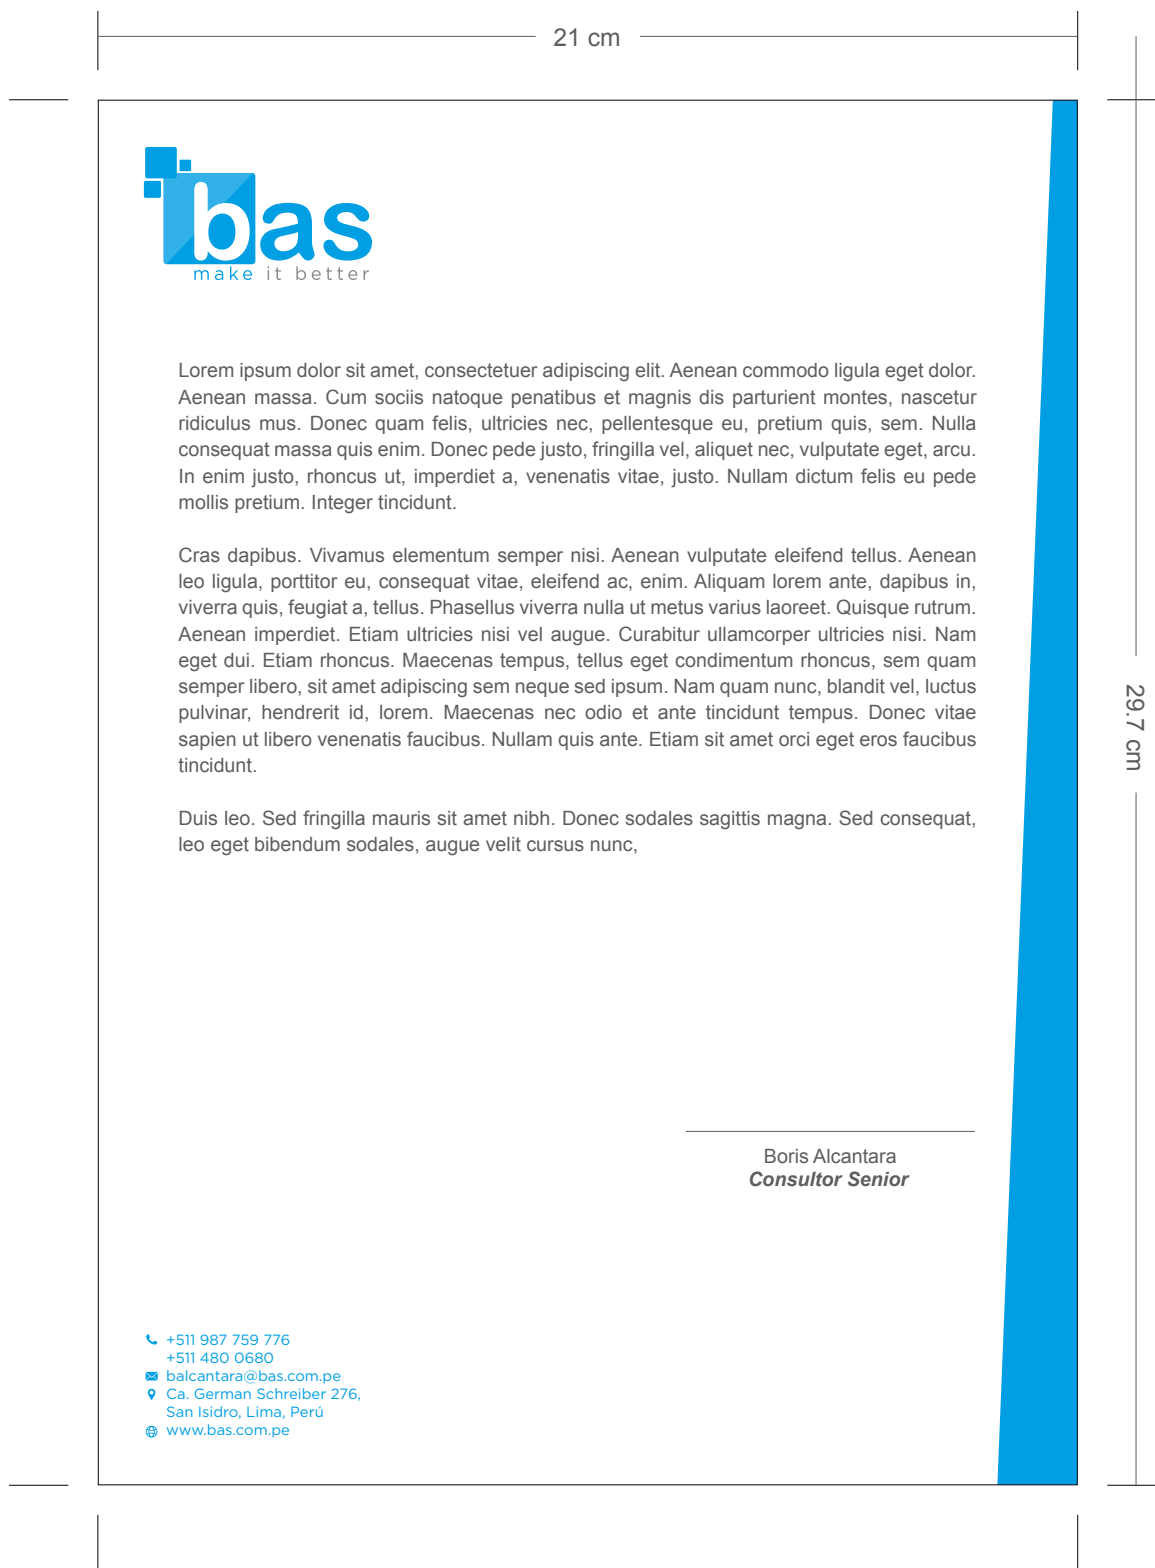 21 cm
bas
make it better
Lorem ipsum dolor sit amet, consectetuer adipiscing elit. Aenean commodo ligula eget dolor.
Aenean massa. Cum sociis natoque penatibus et magnis dis parturient montes, nascetur
ridiculus mus. Donec quam felis, ultricies nec, pellentesque eu, pretium quis, sem. Nulla
consequat massa quis enim. Donec pede justo, fringilla vel, aliquet nec, vulputate eget, arcu.
In enim justo, rhoncus ut, imperdiet a, venenatis vitae, justo. Nullam dictum felis eu pede
mollis pretium. Integer tincidunt.
Cras dapibus. Vivamus elementum semper nisi. Aenean vulputate eleifend tellus. Aenean
leo ligula, porttitor eu, consequat vitae, eleifend ac, enim. Aliquam lorem ante, dapibus in,
viverra quis, feugiat a, tellus. Phasellus viverra nulla ut metus varius laoreet. Quisque rutrum.
Aenean imperdiet. Etiam ultricies nisi vel augue. Curabitur ullamcorper ultricies nisi. Nam
eget dui. Etiam rhoncus. Maecenas tempus, tellus eget condimentum rhoncus, sem quam
semper libero, sit amet adipiscing sem neque sed ipsum. Nam quam nunc, blandit vel, luctus
pulvinar, hendrerit id, lorem. Maecenas nec odio et ante tincidunt tempus. Donec vitae
sapien ut libero venenatis faucibus. Nullam quis ante. Etiam sit amet orci eget eros faucibus
tincidunt.
Duis leo. Sed fringilla mauris sit amet nibh. Donec sodales sagittis magna. Sed consequat,
leo eget bibendum sodales, augue velit cursus nunc,
29.7 cm
Boris Alcantara
Consultor Senior
+511 987 759 776
+511 480 0680
balcantara@bas.com.pe
Ca. German Schreiber 276,
San Isidro, Lima, Perú
www.bas.com.pe